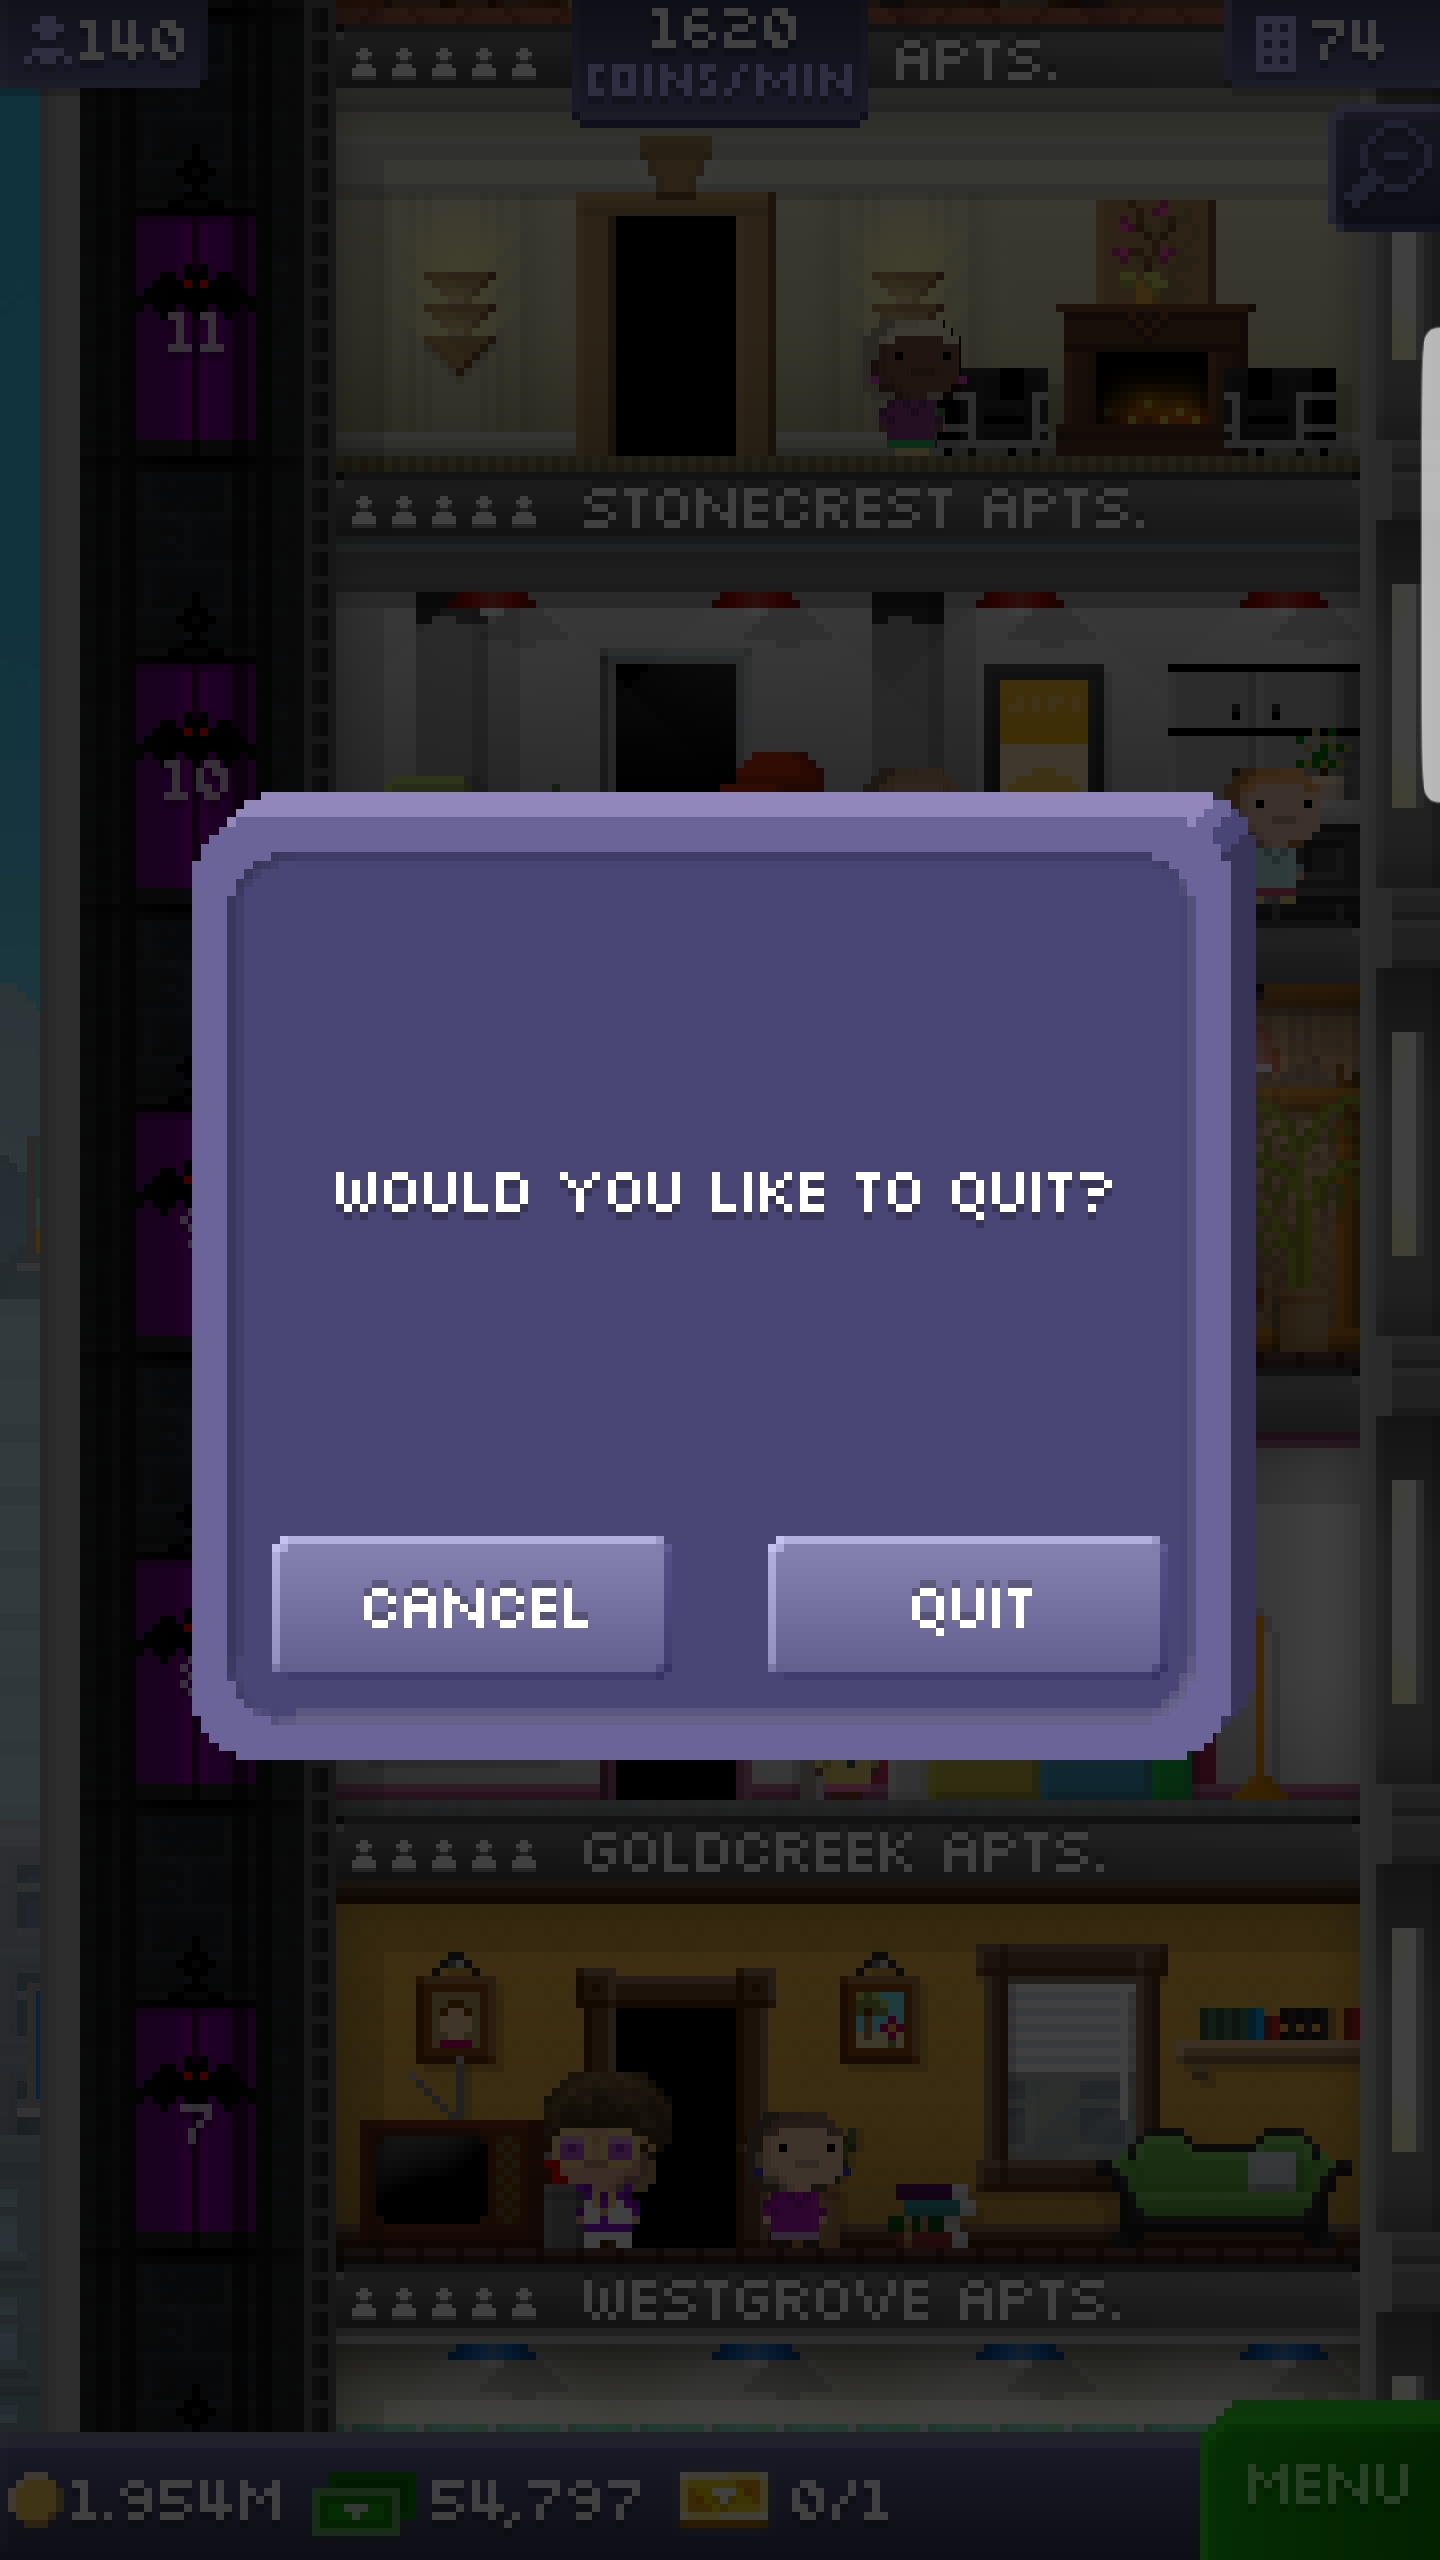 140
1620
COINS/MIN
74
APTS.
11
STONECREST APTS.
10
WOULD YOU LIKE TO QUIT?
CANCEL
QUIT
GOLDCREEK APTS.
7
WESTGROVE APTS.
1.954M
54,797
0/1
MENU